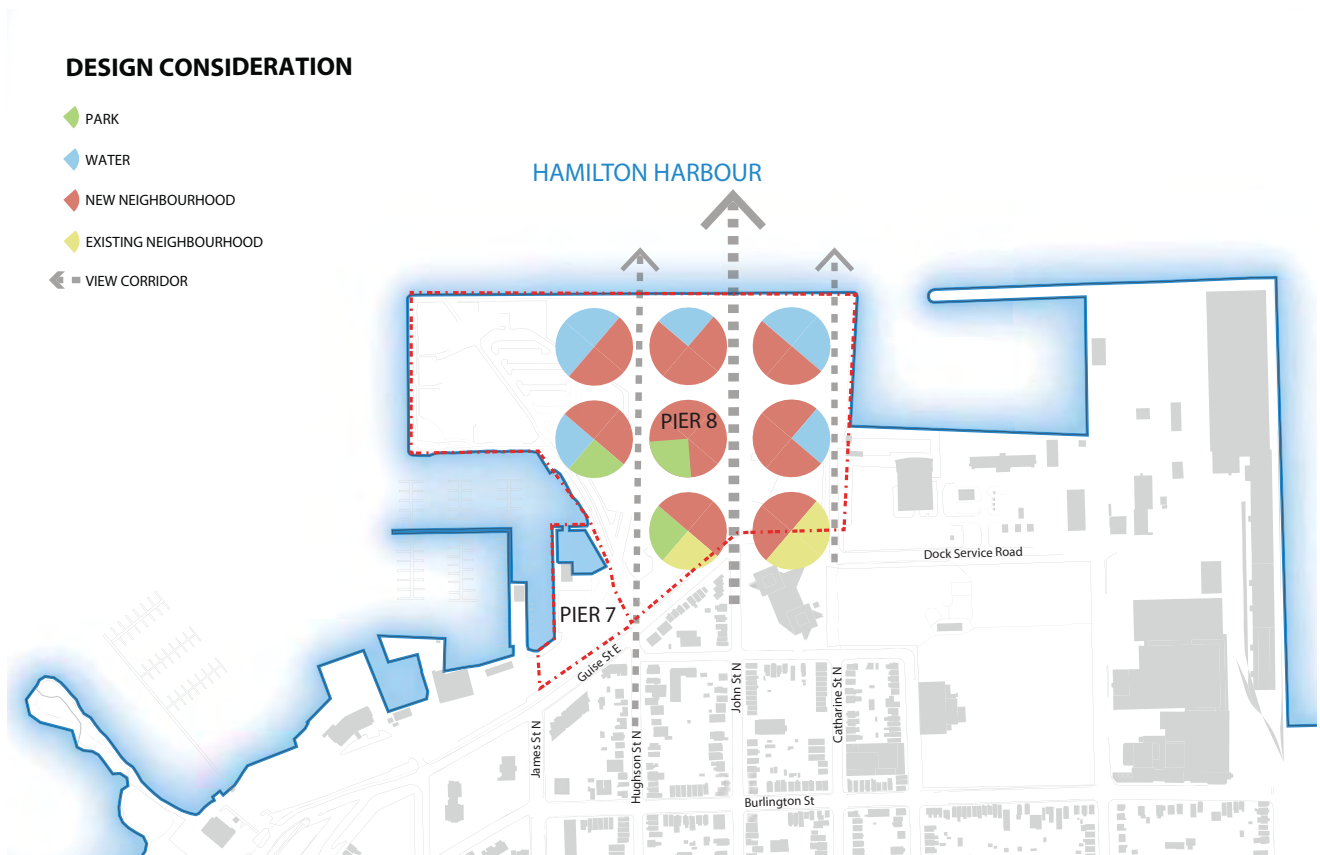 DESIGN CONSIDERATION
PARK
WATER
NEW NEIGHBOURHOOD
EXISTING NEIGHBOURHOOD
VIEW CORRIDOR
HAMILTON HARBOUR
PIER 8
Dock Service Road
PIER 7
Guise St E
James St N
Hughson St N
John St N
Catharine St N
Burlington St